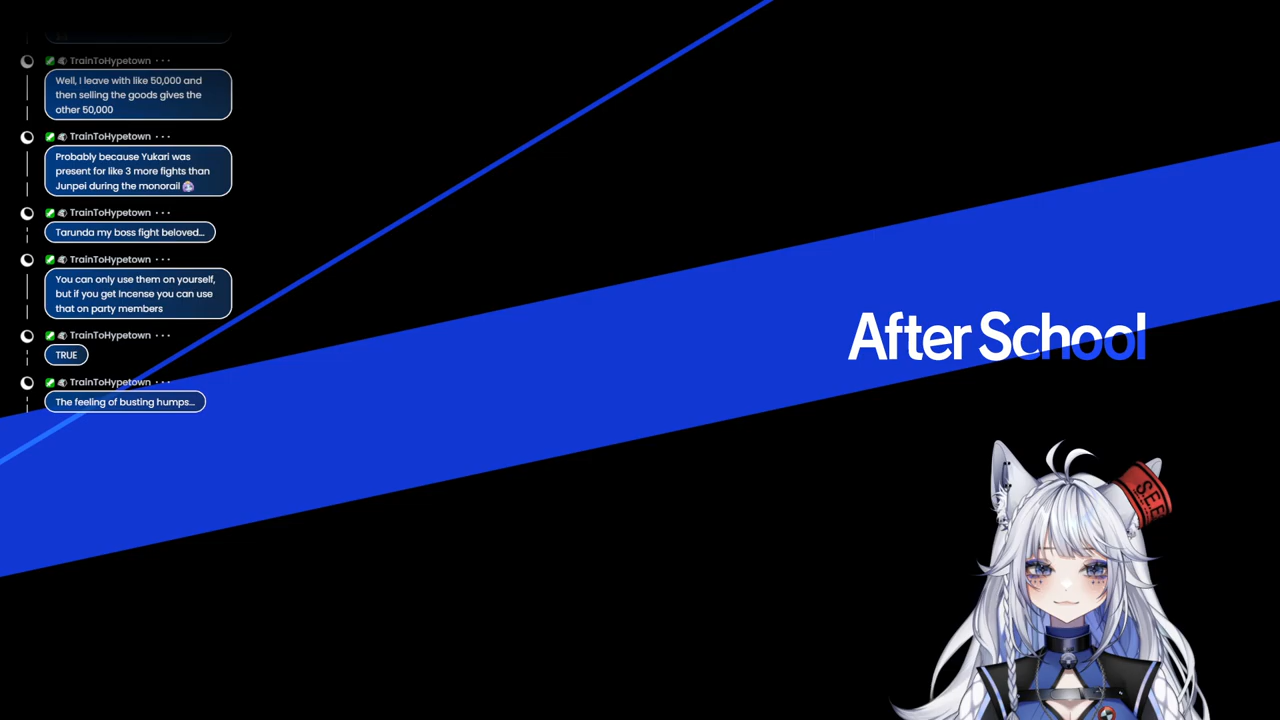 TrainToHypetown ···
Well, I leave with like 50,000 and
then selling the goods gives the
other 50,000
TrainToHypetown ···
Probably because Yukari was
present for like 3 more fights than
Junpei during the monorail
TrainToHypetown ···
Tarunda my boss fight beloved...
TrainToHypetown ···
You can only use them on yourself,
but if you get Incense you can use
that on party members
TrainToHypetown ···
TRUE
TrainToHypetown ···
The feeling of busting humps...
After School
S.E.E